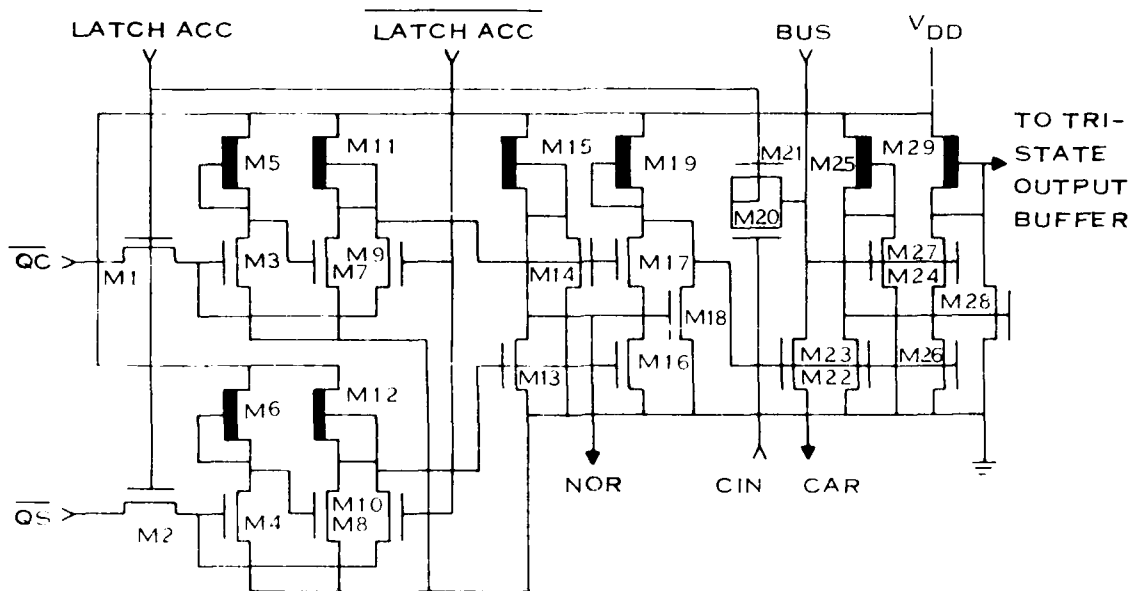 LATCH ACC
LATCH ACC
BUS
VDD
TO TRI-
STATE
OUTPUT
BUFFER
M11
M5
M15
M19
M21
M25
M29
M20
QC
M1
M3
M9
M7
M14
M17
M27
M24
M18
M28
M16
M23
M26
M13
M22
M12
M6
NOR
CIN
CAR
M10
QS
M4
M8
M2